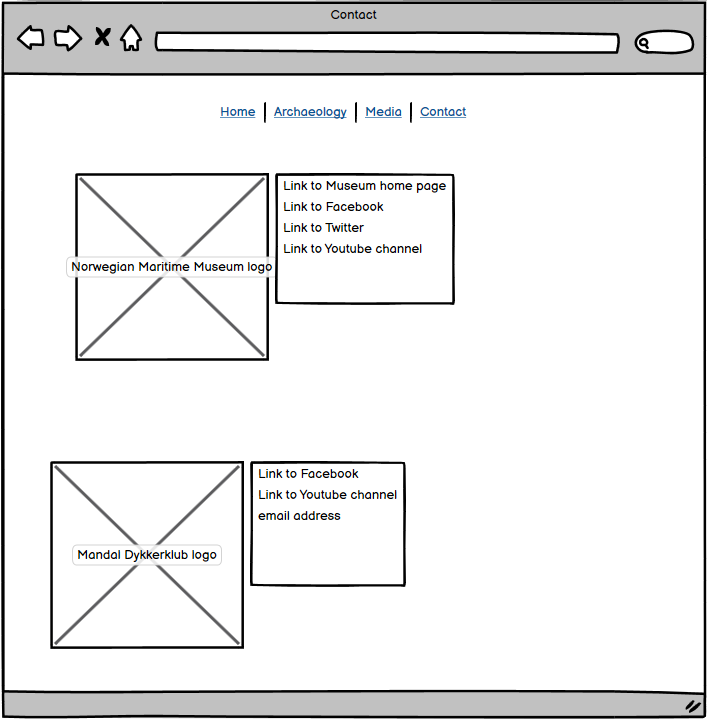 Contact
Home Archaeology Media Contact
Link to Museum home page
Link to Facebook
Link to Twitter
Link to Youtube channel
Norwegian Maritime Museum logo
Link to Facebook
Link to Youtube channel
email address
Mandal Dykkerklub logo